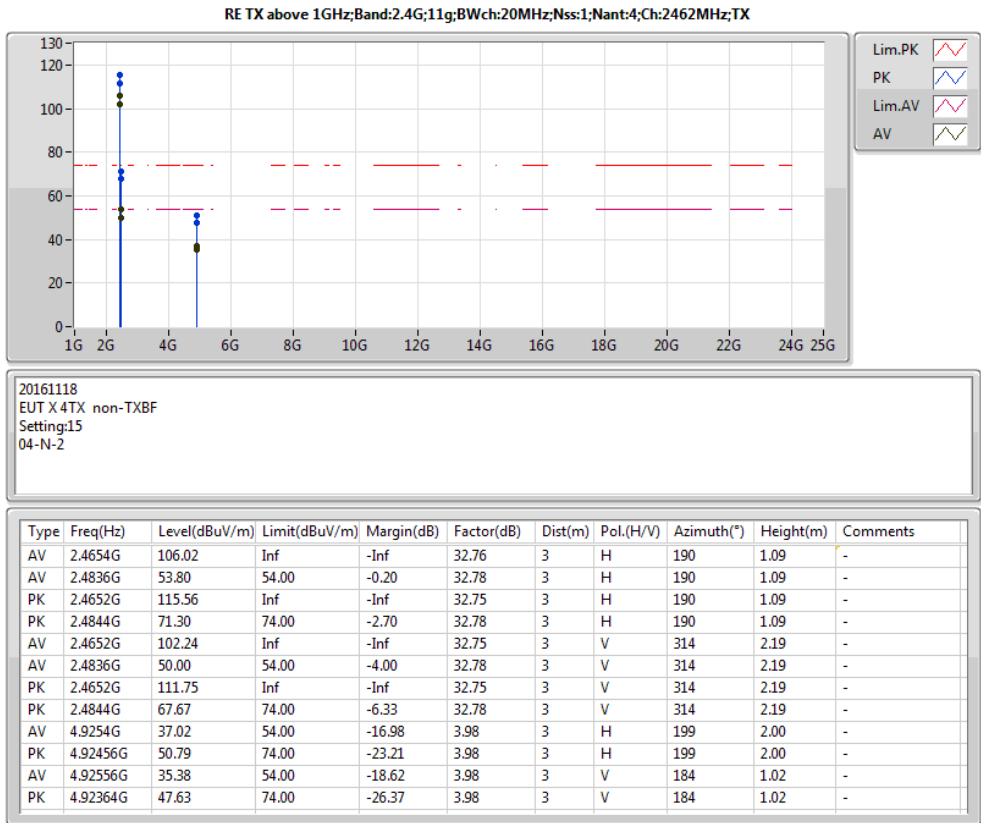 RE TX above 1GHz;Band:2.4G;11g;BWch:20MHz;Nss:1;Nant:4;Ch:2462MHz;TX
130
120
100
80
60
40
20
0
1G 2G 4G 6G 8G 10G 12G 14G 16G 18G 20G 22G 24G 25G
Lim.PK
PK
Lim.AV
AV
20161118
EUT X 4TX non-TXBF
Setting:15
04-N-2
Type Freq(Hz) Level(dBuV/m) Limit(dBuV/m) Margin(dB) Factor(dB) Dist(m) Pol.(H/V) Azimuth(°) Height(m) Comments
AV 2.4654G 106.02 Inf -Inf 32.76 3 H 190 1.09 -
AV 2.4836G 53.80 54.00 -0.20 32.78 3 H 190 1.09 -
PK 2.4652G 115.56 Inf -Inf 32.75 3 H 190 1.09 -
PK 2.4844G 71.30 74.00 -2.70 32.78 3 H 190 1.09 -
AV 2.4652G 102.24 Inf -Inf 32.75 3 V 314 2.19 -
AV 2.4836G 50.00 54.00 -4.00 32.78 3 V 314 2.19 -
PK 2.4652G 111.75 Inf -Inf 32.75 3 V 314 2.19 -
PK 2.4844G 67.67 74.00 -6.33 32.78 3 V 314 2.19 -
AV 4.9254G 37.02 54.00 -16.98 3.98 3 H 199 2.00 -
PK 4.92456G 50.79 74.00 -23.21 3.98 3 H 199 2.00 -
AV 4.92556G 35.38 54.00 -18.62 3.98 3 V 184 1.02 -
PK 4.92364G 47.63 74.00 -26.37 3.98 3 V 184 1.02 -